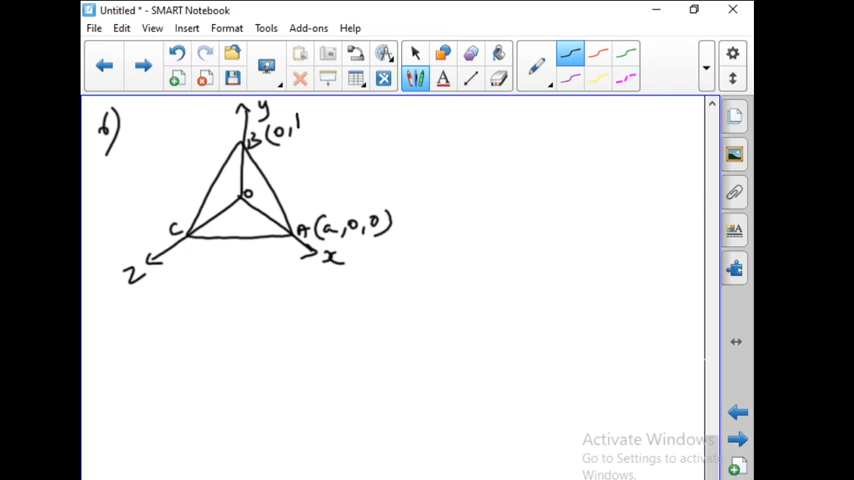 Untitled * - SMART Notebook
File Edit View Insert Format Tools Add-ons Help
6)
y
B (0,1
O
C
A (a,0,0)
x
z
Activate Windows
Go to Settings to activate
Windows.